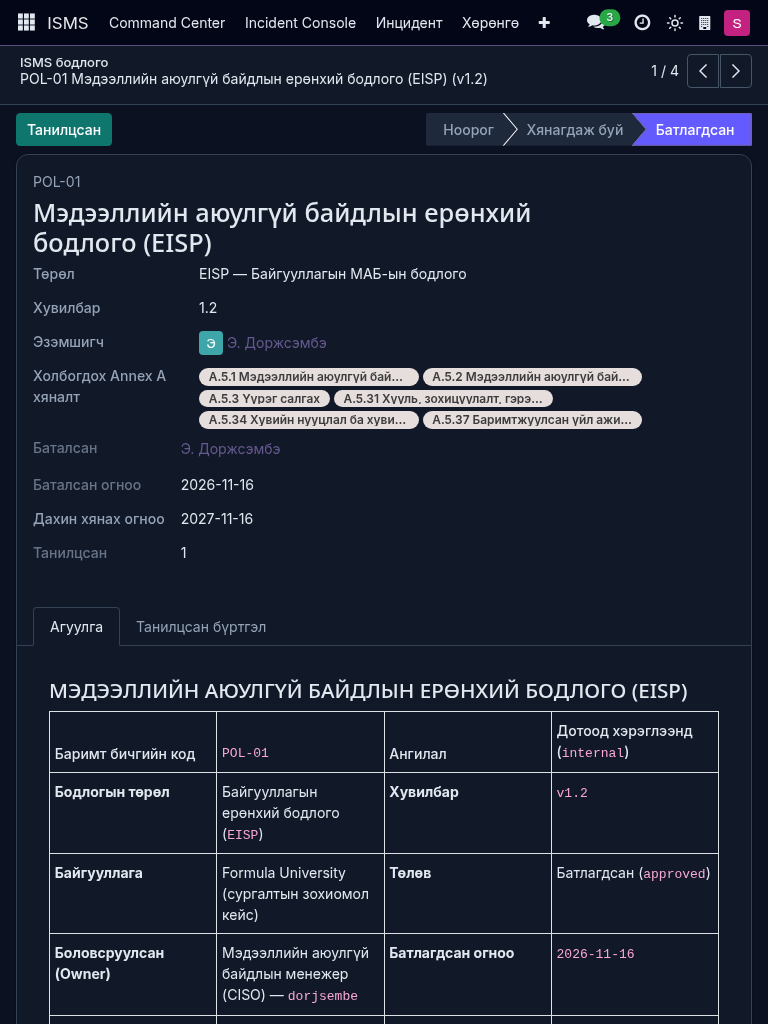 ISMS Command Center Incident Console Инцидент Хөрөнгө 3 S
ISMS бодлого
POL-01 Мэдээллийн аюулгүй байдлын ерөнхий бодлого (EISP) (v1.2)
1 / 4
Танилцсан
Ноорог Хянагдаж буй Батлагдсан
POL-01
Мэдээллийн аюулгүй байдлын ерөнхий
бодлого (EISP)
Төрөл EISP — Байгууллагын МАБ-ын бодлого
Хувилбар 1.2
Эзэмшигч Э Э. Доржсэмбэ
Холбогдох Annex A
хяналт
A.5.1 Мэдээллийн аюулгүй бай... A.5.2 Мэдээллийн аюулгүй бай...
A.5.3 Үүрэг салгах A.5.31 Хууль, зохицуулалт, гэрэ...
A.5.34 Хувийн нууцлал ба хуви... A.5.37 Баримтжуулсан үйл ажи...
Баталсан Э. Доржсэмбэ
Баталсан огноо 2026-11-16
Дахин хянах огноо 2027-11-16
Танилцсан 1
Агуулга Танилцсан бүртгэл
МЭДЭЭЛЛИЙН АЮУЛГҮЙ БАЙДЛЫН ЕРӨНХИЙ БОДЛОГО (EISP)
Баримт бичгийн код
POL-01
Ангилал
Дотоод хэрэглээнд
(internal)
Бодлогын төрөл
Байгууллагын
ерөнхий бодлого
(EISP)
Хувилбар
v1.2
Байгууллага
Formula University
(сургалтын зохиомол
кейс)
Төлөв
Батлагдсан (approved)
Боловсруулсан
(Owner)
Мэдээллийн аюулгүй
байдлын менежер
(CISO) — dorjsembe
Батлагдсан огноо
2026-11-16